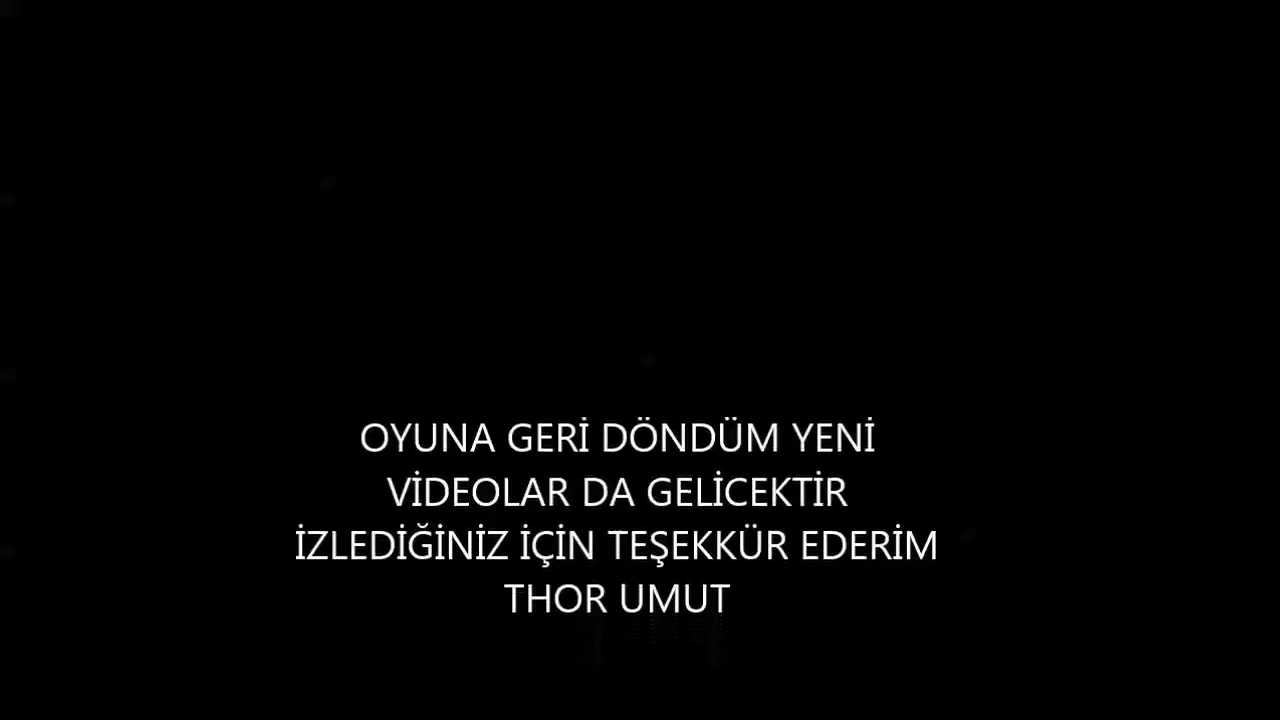 OYUNA GERİ DÖNDÜM YENİ
VİDEOLAR DA GELİCEKTİR
İZLEDİĞİNİZ İÇİN TEŞEKKÜR EDERİM
THOR UMUT